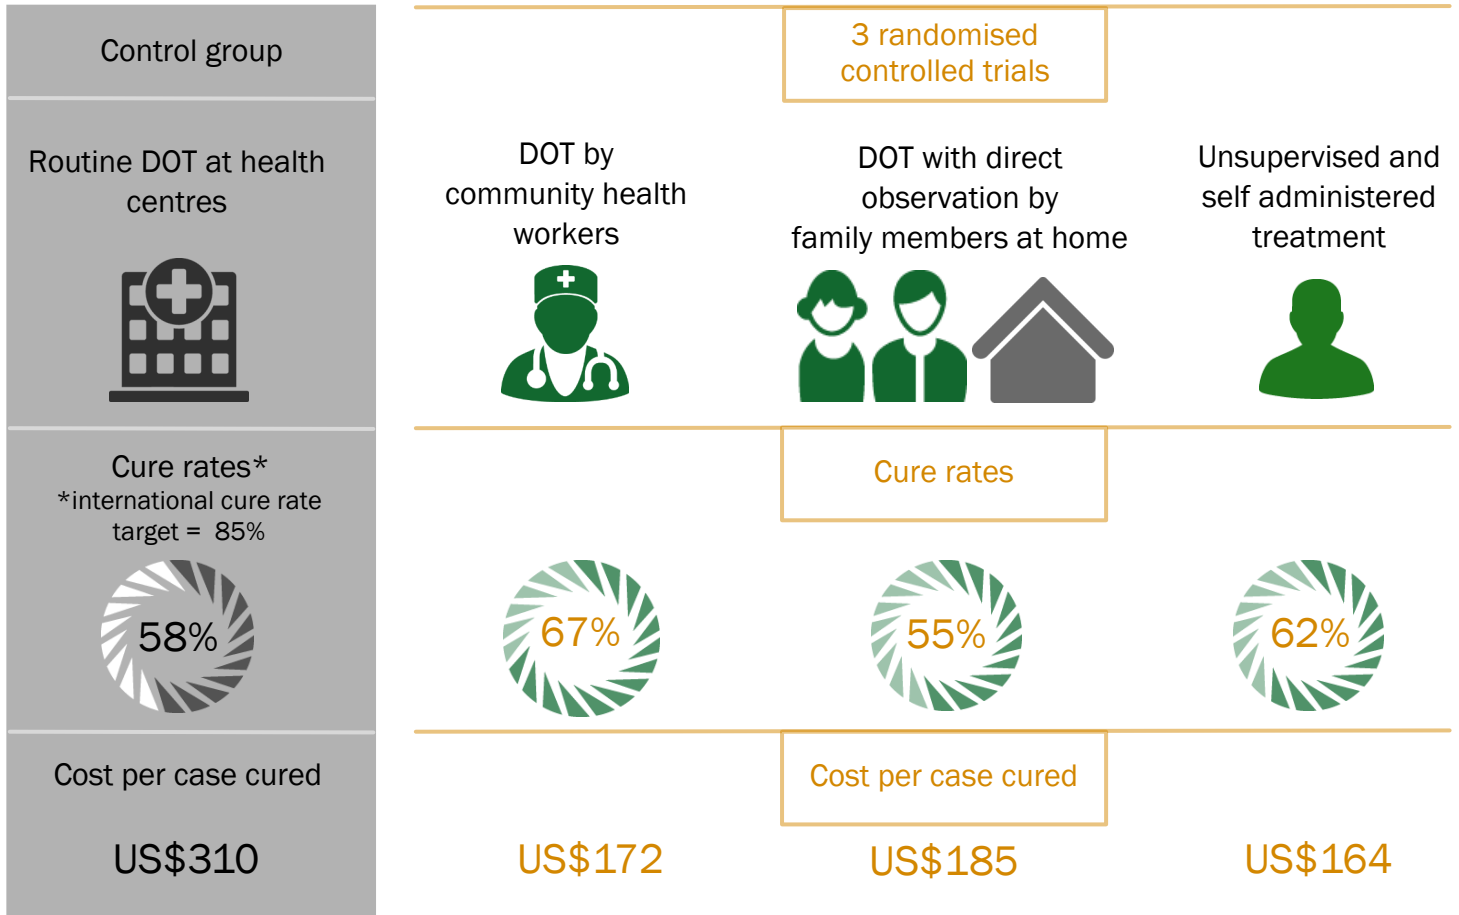 Control group
3 randomised
controlled trials
Routine DOT at health
centres
DOT by
community health
workers
DOT with direct
observation by
family members at home
Unsupervised and
self administered
treatment
Cure rates*
*international cure rate
target = 85%
Cure rates
58%
67%
55%
62%
Cost per case cured
Cost per case cured
US$310
US$172
US$185
US$164